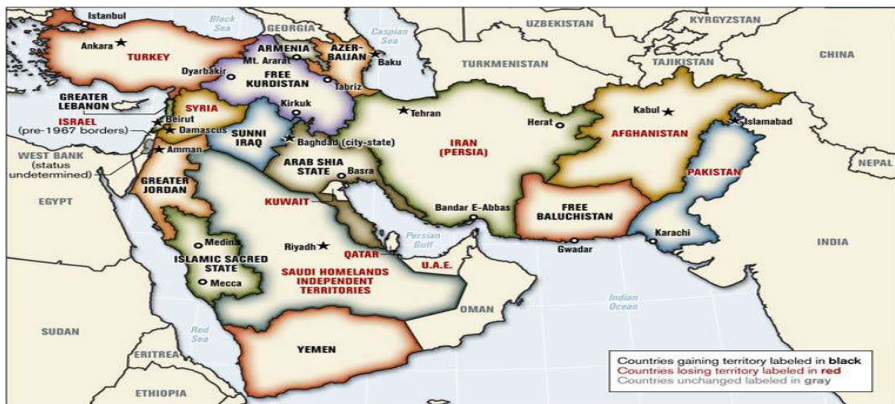 Black
Sea
Istanbul
GEORGIA
Caspian
Sea
UZBEKISTAN
KYRGYZSTAN
Ankara
TURKEY
ARMENIA
Mt. Ararat
AZER-
BAIJAN
Baku
TURKMENISTAN
TAJIKISTAN
CHINA
Dyarbakir
FREE
KURDISTAN
Tabriz
GREATER
LEBANON
SYRIA
Kirkuk
Tehran
Herat
Kabul
Islamabad
ISRAEL
(pre-1967 borders)
Beirut
Damascus
SUNNI
IRAQ
Baghdad (city-state)
IRAN
(PERSIA)
AFGHANISTAN
WEST BANK
(status
undetermined)
Amman
ARAB SHIA
STATE
Basra
PAKISTAN
NEPAL
GREATER
JORDAN
EGYPT
KUWAIT
Bandar E-Abbas
FREE
BALUCHISTAN
Persian
Gulf
Medina
Riyadh
Gwadar
Karachi
INDIA
ISLAMIC SACRED
STATE
QATAR
U.A.E.
Mecca
SAUDI HOMELANDS
INDEPENDENT
TERRITORIES
OMAN
Indian
Ocean
SUDAN
Red
Sea
ERITREA
YEMEN
ETHIOPIA
Countries gaining territory labeled in black
Countries losing territory labeled in red
Countries unchanged labeled in gray